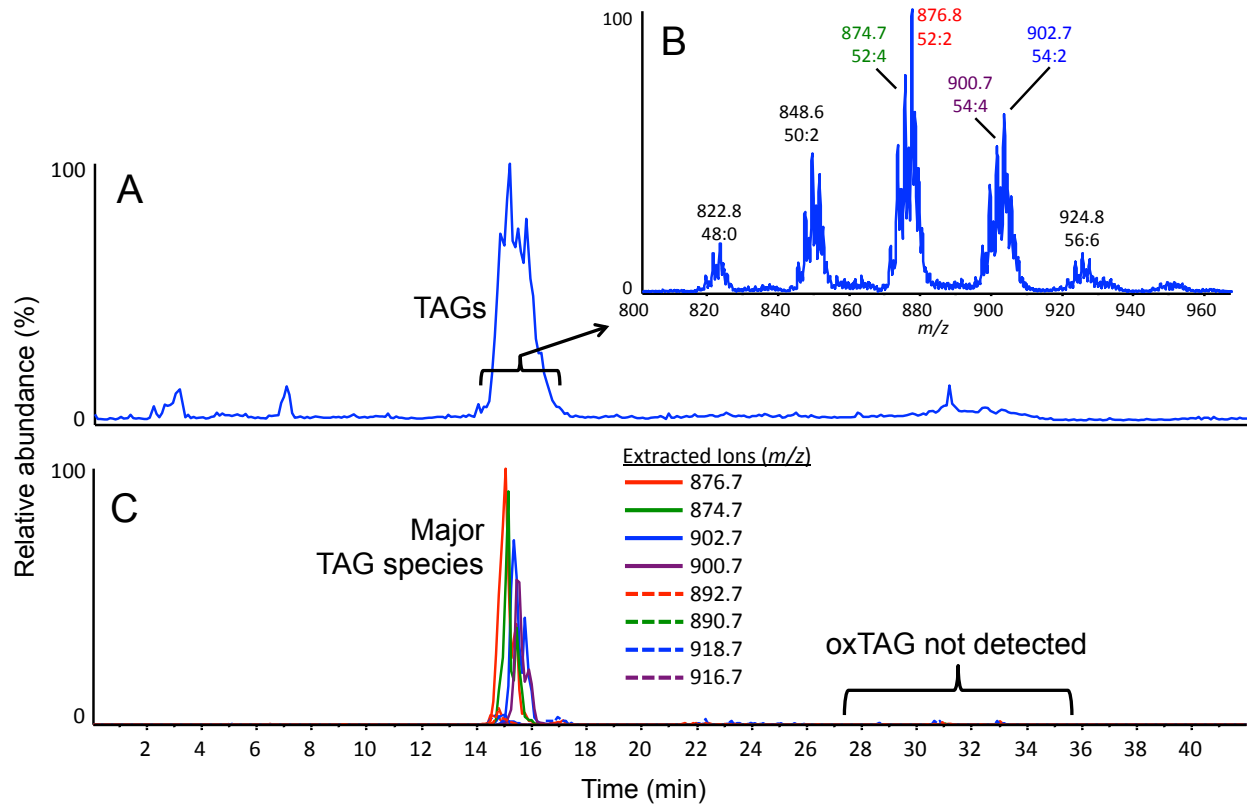 A
100
0
TAGs
Relative abundance (%)
B
100
0
822.8
48:0
848.6
50:2
874.7
52:4
876.8
52:2
900.7
54:4
902.7
54:2
924.8
56:6
800 820 840 860 880 900 920 940 960
m/z
C
100
0
Major
TAG species
Extracted Ions (m/z)
876.7
874.7
902.7
900.7
892.7
890.7
918.7
916.7
oxTAG not detected
2 4 6 8 10 12 14 16 18 20 22 24 26 28 30 32 34 36 38 40
Time (min)